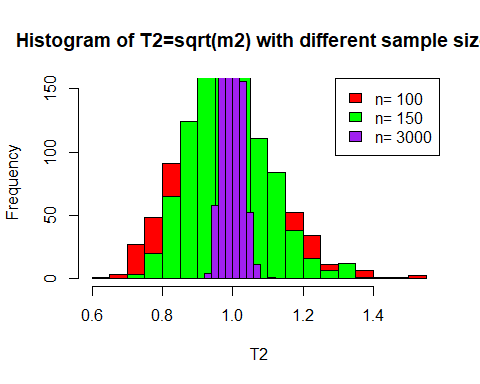 Histogram of T2=sqrt(m2) with different sample siz
150
100
50
0
Frequency
n= 100
n= 150
n= 3000
0.6 0.8 1.0 1.2 1.4
T2